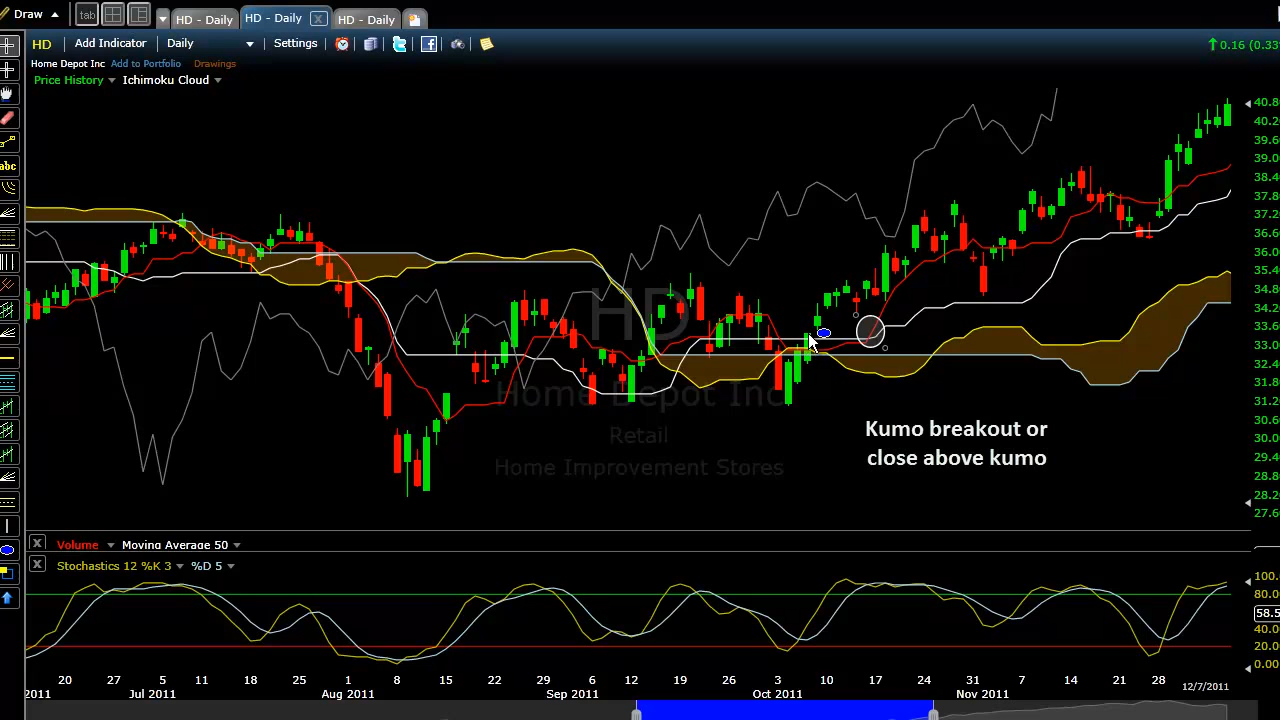 Draw
tab
HD - Daily
HD - Daily
HD - Daily
HD
Add Indicator
Daily
Settings
0.16 (0.33
Home Depot Inc
Add to Portfolio
Drawings
Price History
Ichimoku Cloud
abc
40.8
40.2
39.6
39.0
38.4
37.8
37.2
36.6
36.0
35.4
34.8
34.2
33.6
33.0
32.4
31.8
31.2
30.6
30.0
29.4
28.8
28.2
27.6
HD
Home Depot Inc
Retail
Home Improvement Stores
Kumo breakout or
close above kumo
Volume
Moving Average 50
Stochastics 12 %K 3
%D 5
100.
80.0
58.5
40.0
20.0
0.00
20 27 5 11 18 25 1 8 15 22 29 6 12 19 26 3 10 17 24 31 7 14 21 28
2011 Jul 2011 Aug 2011 Sep 2011 Oct 2011 Nov 2011
12/7/2011